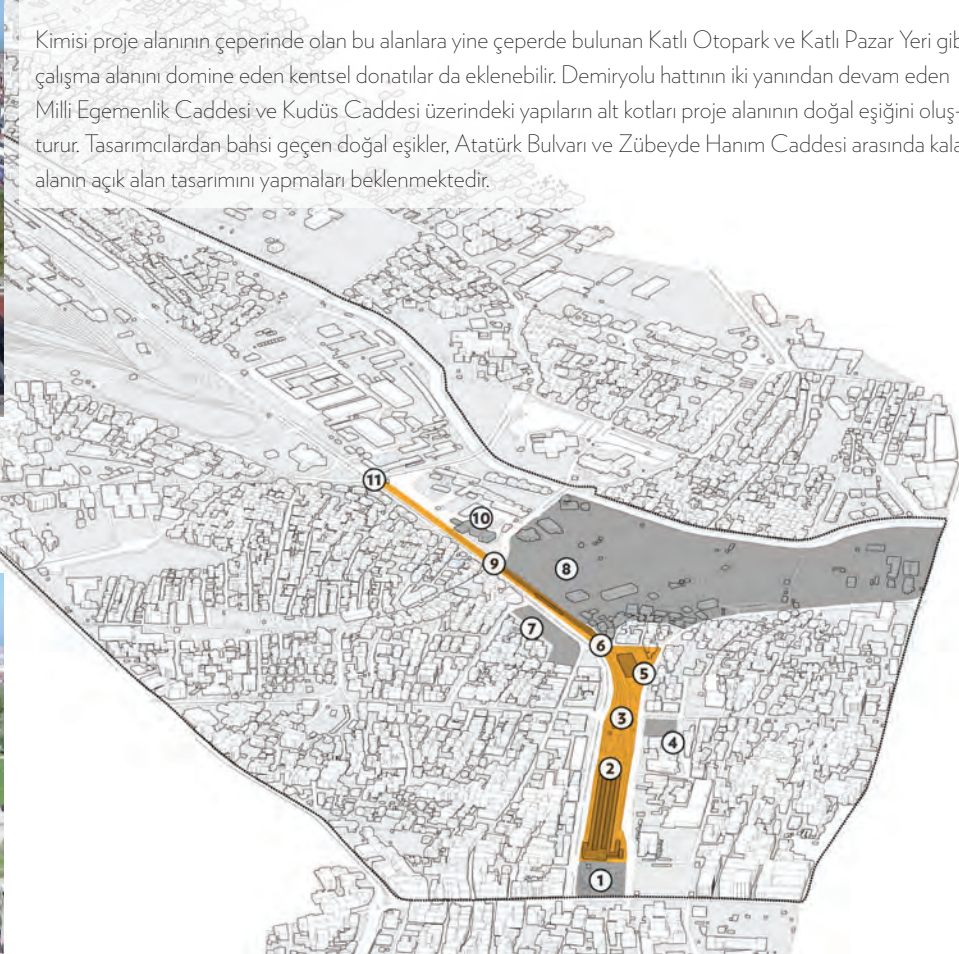 Kimisi proje alanının çeperinde olan bu alanlara yine çeperde bulunan Katlı Otopark ve Katlı Pazar Yeri gib
çalışma alanını domine eden kentsel donatılar da eklenebilir. Demiryolu hattının iki yanından devam eden
Milli Egemenlik Caddesi ve Kudüs Caddesi üzerindeki yapıların alt kotları proje alanının doğal eşiğini oluş-
turur. Tasarımcılardan bahsi geçen doğal eşikler, Atatürk Bulvarı ve Zübeyde Hanım Caddesi arasında kala
alanın açık alan tasarımını yapmaları beklenmektedir.
11
10
9
8
7
6
5
3
4
2
1